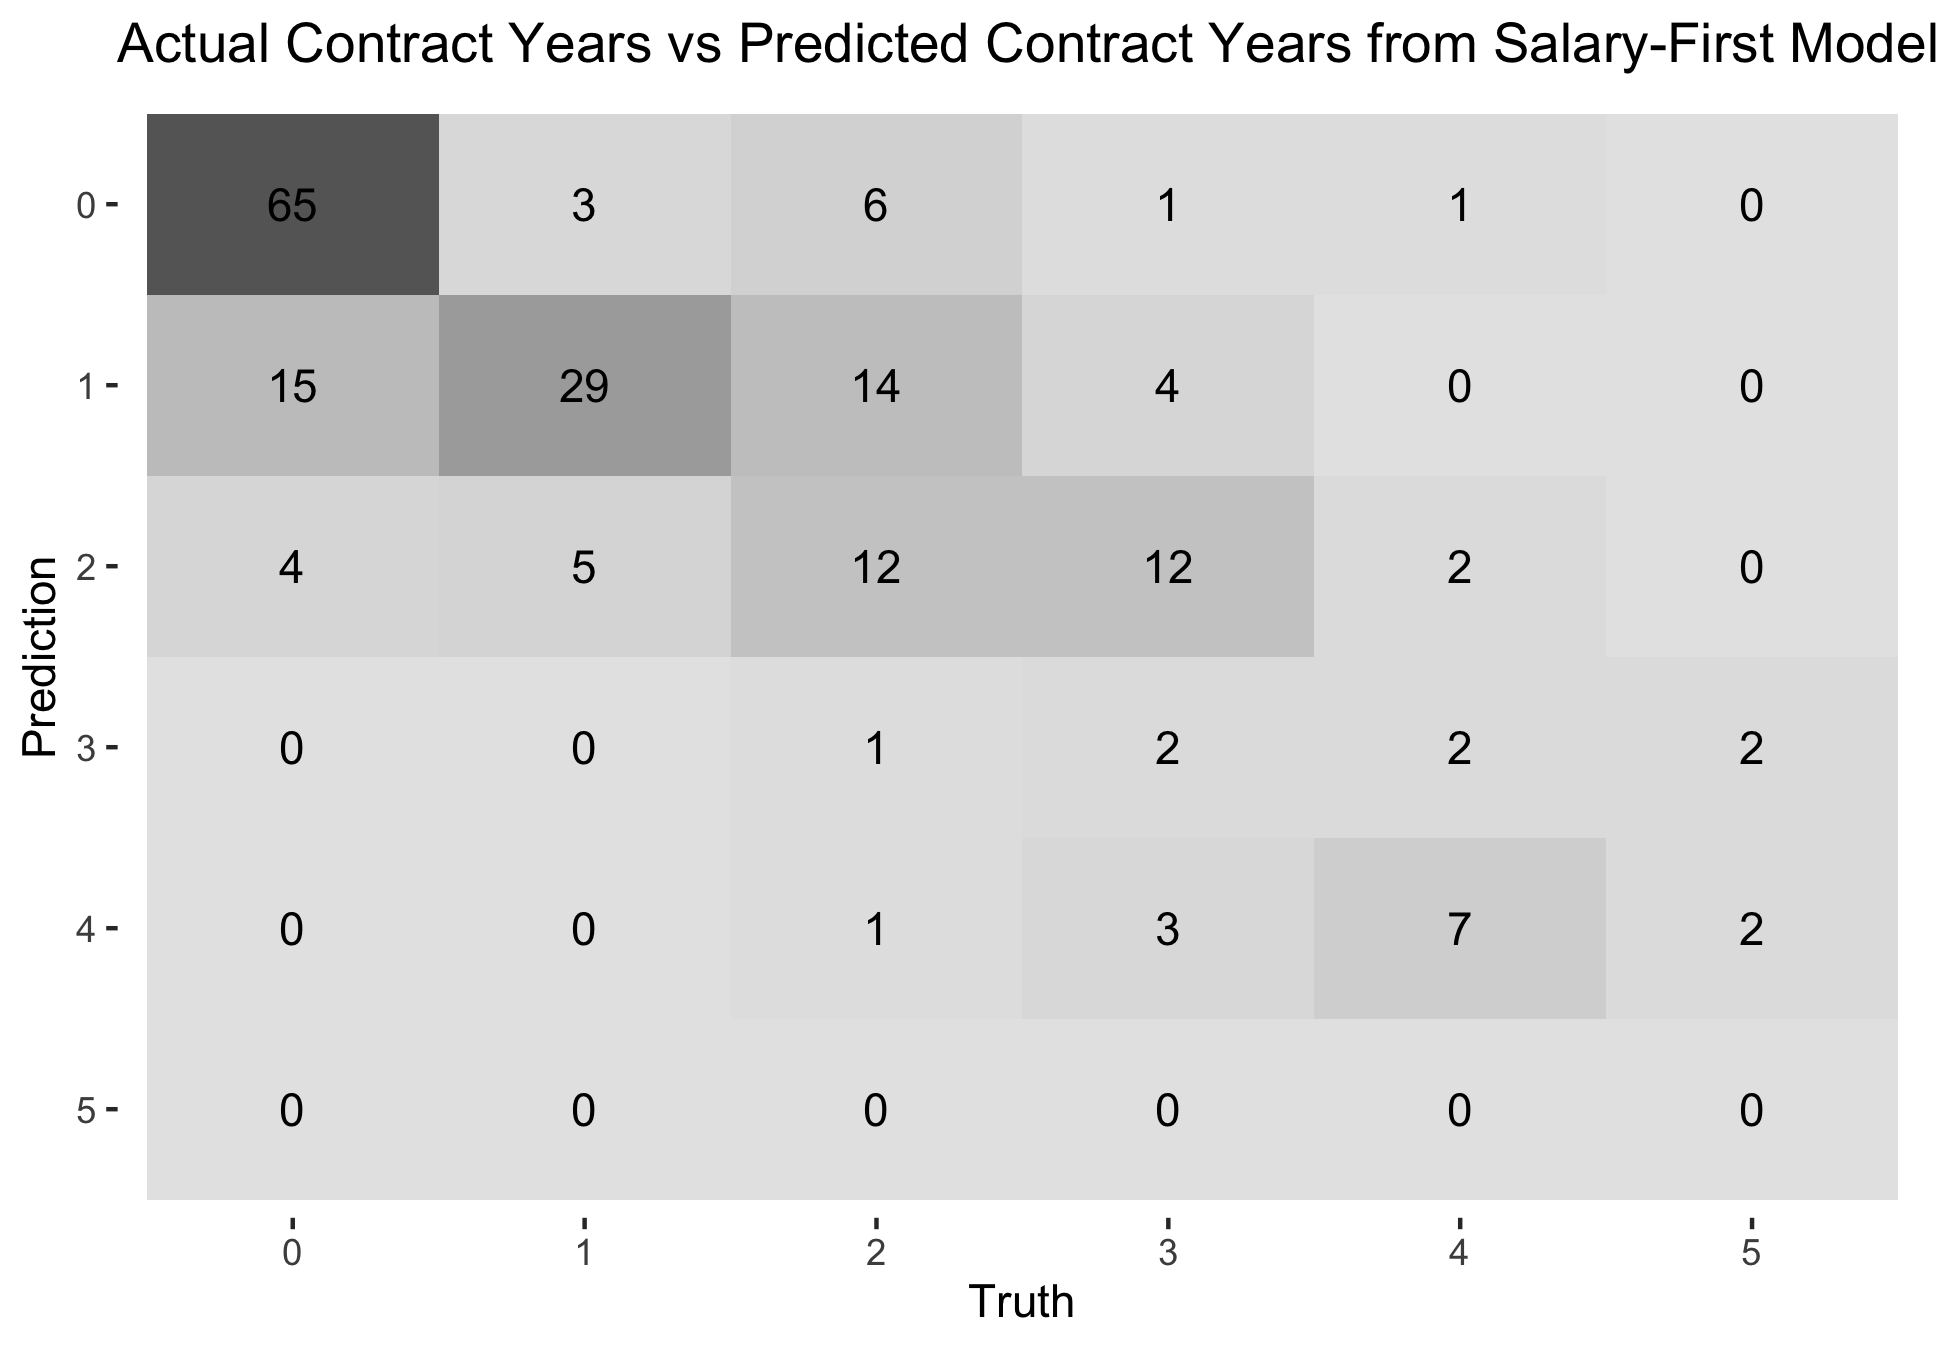 Actual Contract Years vs Predicted Contract Years from Salary-First Model
Prediction
0 65 3 6 1 1 0
1 15 29 14 4 0 0
2 4 5 12 12 2 0
3 0 0 1 2 2 2
4 0 0 1 3 7 2
5 0 0 0 0 0 0
0 1 2 3 4 5
Truth